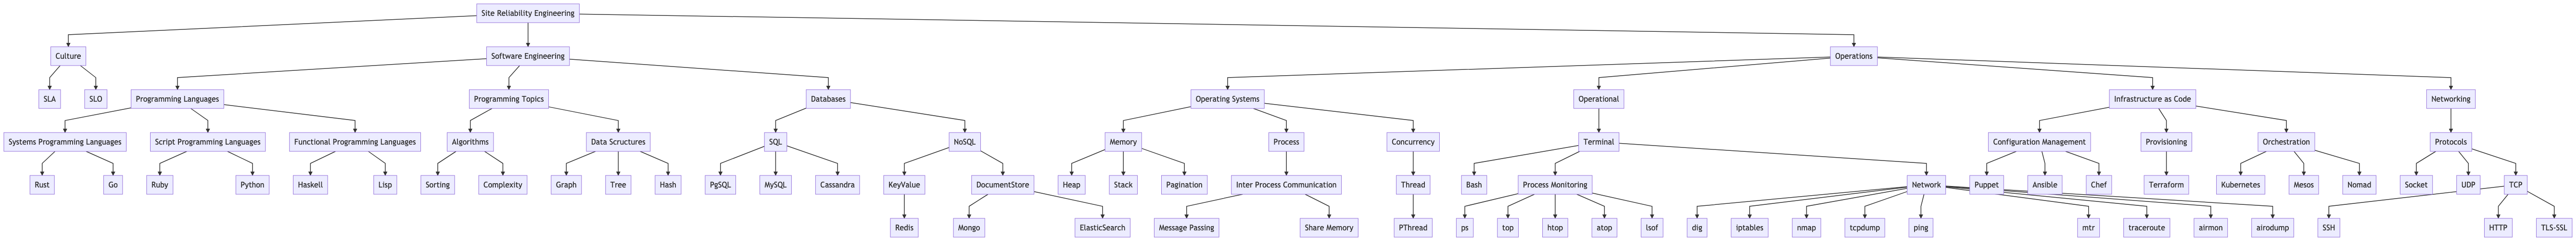 Site Reliability Engineering
Culture
Software Engineering
Operations
SLA
SLO
Programming Languages
Programming Topics
Databases
Operating Systems
Operational
Infrastructure as Code
Networking
Systems Programming Languages
Script Programming Languages
Functional Programming Languages
Algorithms
Data Scructures
SQL
NoSQL
Memory
Process
Concurrency
Terminal
Configuration Management
Provisioning
Orchestration
Protocols
Rust
Go
Ruby
Python
Haskell
Lisp
Sorting
Complexity
Graph
Tree
Hash
PgSQL
MySQL
Cassandra
KeyValue
DocumentStore
Heap
Stack
Pagination
Inter Process Communication
Thread
Bash
Process Monitoring
Network
Puppet
Ansible
Chef
Terraform
Kubernetes
Mesos
Nomad
Socket
UDP
TCP
Redis
Mongo
ElasticSearch
Message Passing
Share Memory
PThread
ps
top
htop
atop
lsof
dig
iptables
nmap
tcpdump
ping
mtr
traceroute
airmon
airodump
SSH
HTTP
TLS-SSL